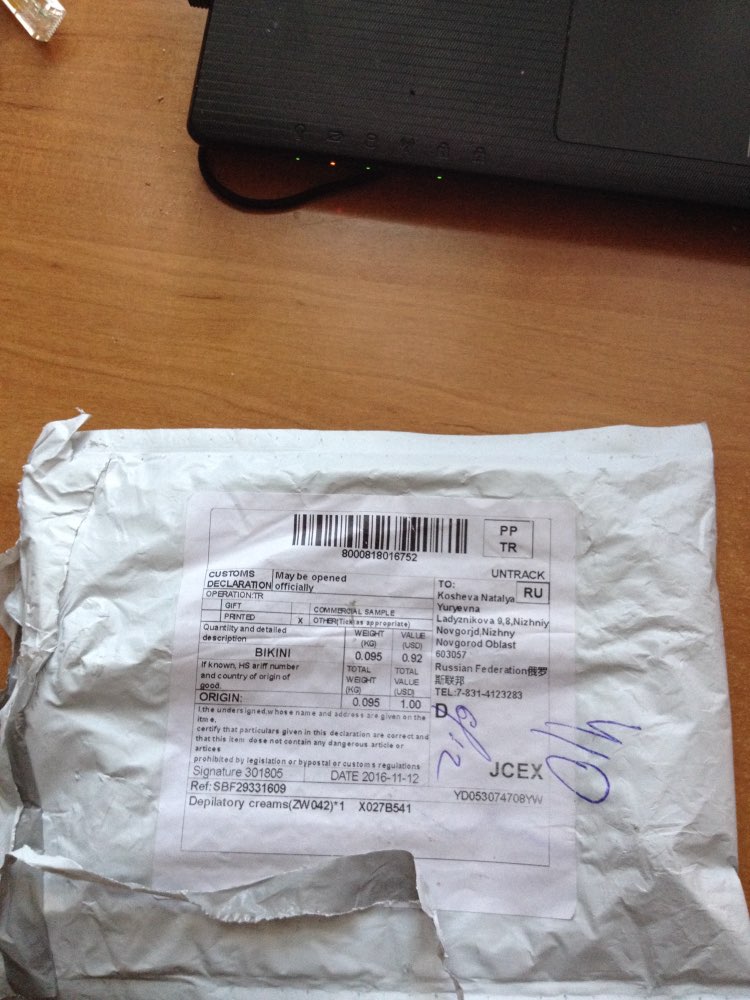 8000818016752
PP
TR
UNTRACK
CUSTOMS
DECLARATION
May be opened
officially
OPERATION:TR
GIFT
COMMERCIAL SAMPLE
PRINTED
X
OTHER(Tick as appropriate)
Quantity and detailed
description
WEIGHT
(KG)
VALUE
(USD)
BIKINI
0.095
0.92
If known, HS ariff number
and country of origin of
good
TOTAL
WEIGHT
(KG)
TOTAL
VALUE
(USD)
ORIGIN:
0.095
1.00
I,the undersigned,whose name and address are given on the
itme,
certify that particulars given in this declaration are correct and
that this item dose not contain any dangerous article or
artices
prohibited by legislation or bypostal or customs regulations
Signature 301805
DATE 2016-11-12
TO:
RU
Kosheva Natalya
Yuryevna
Ladyznikova 9,8,Nizhniy
Novgorjd,Nizhny
Novgorod Oblast
603057
Russian Federation俄罗
斯联邦
TEL:7-831-4123283
D
6/12
410
JCEX
YD053074708YW
Ref:SBF29331609
Depilatory creams(ZW042)*1 X027B541